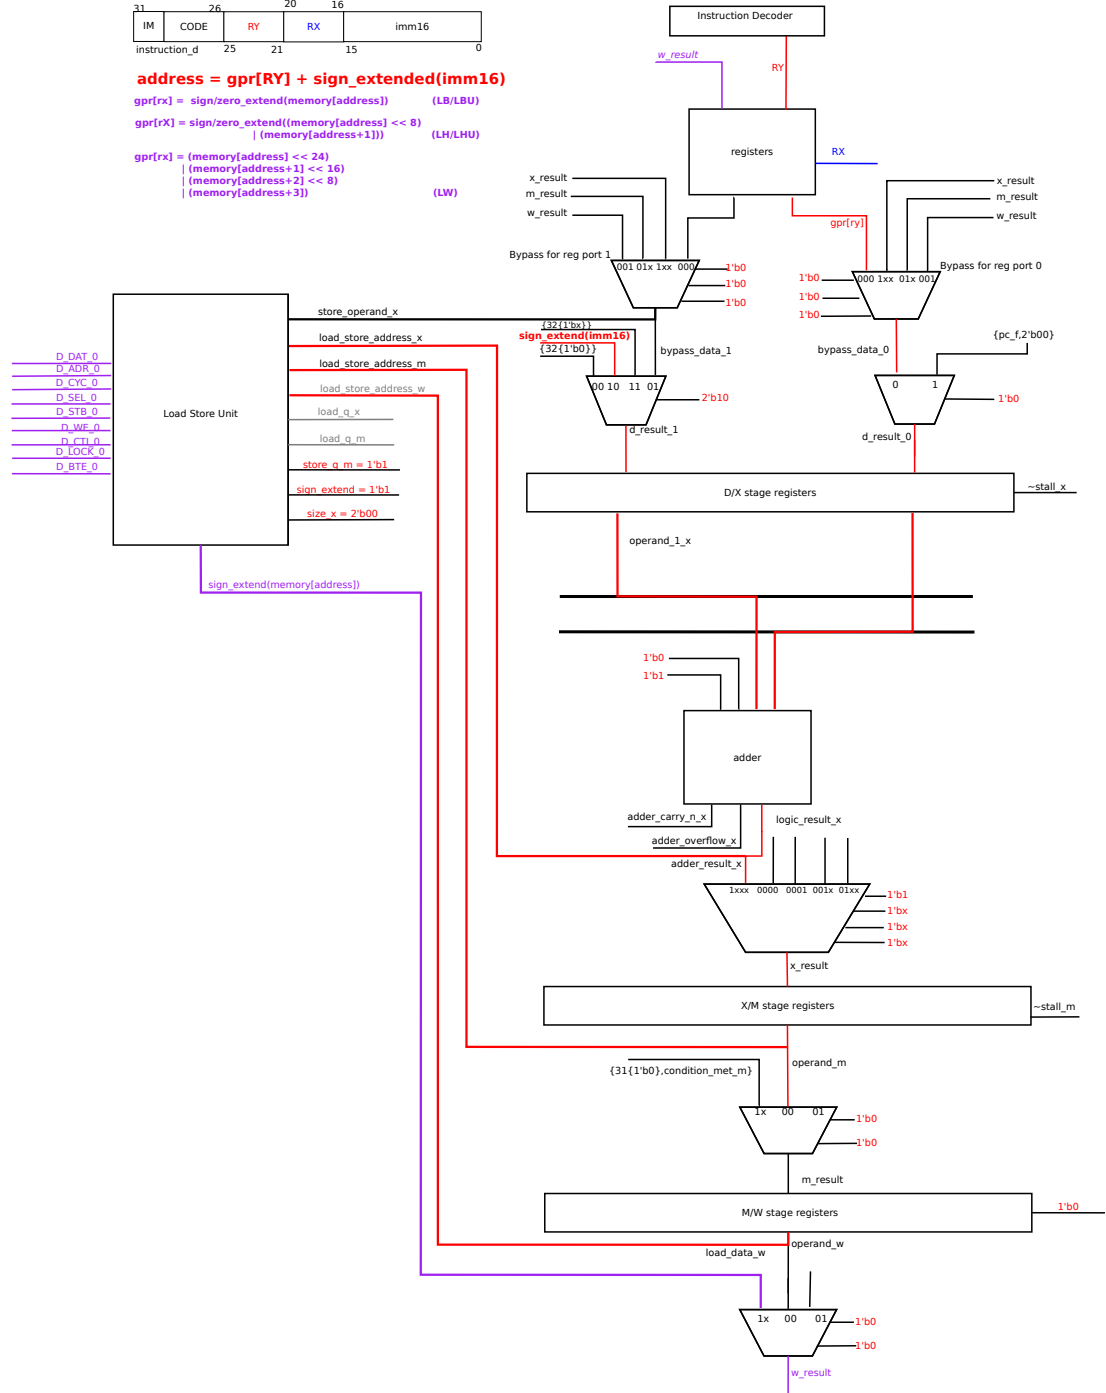 31
26
20
16
IM
CODE
RY
RX
imm16
instruction_d
25
21
15
0
address = gpr[RY] + sign_extended(imm16)
gpr[rx] = sign/zero_extend(memory[address]) (LB/LBU)
gpr[rX] = sign/zero_extend((memory[address] << 8)
| (memory[address+1])) (LH/LHU)
gpr[rx] = (memory[address] << 24)
| (memory[address+1] << 16)
| (memory[address+2] << 8)
| (memory[address+3]) (LW)
Instruction Decoder
w_result
RY
registers
RX
x_result
m_result
w_result
gpr[ry]
x_result
m_result
w_result
Bypass for reg port 1
001 01x 1xx 000
1'b0
1'b0
1'b0
Bypass for reg port 0
000 1xx 01x 001
1'b0
1'b0
1'b0
store_operand_x
load_store_address_x
load_store_address_m
load_store_address_w
load_q_x
load_q_m
store_q_m = 1'b1
sign_extend = 1'b1
size_x = 2'b00
Load Store Unit
D_DAT_0
D_ADR_0
D_CYC_0
D_SEL_0
D_STB_0
D_WE_0
D_CTI_0
D_LOCK_0
D_BTE_0
sign_extend(memory[address])
{32{1'bx}}
sign_extend(imm16)
{32{1'b0}}
bypass_data_1
00 10 11 01
2'b10
d_result_1
bypass_data_0
{pc_f,2'b00}
0 1
1'b0
d_result_0
D/X stage registers
~stall_x
operand_1_x
1'b0
1'b1
adder
adder_carry_n_x
adder_overflow_x
adder_result_x
logic_result_x
1xxx 0000 0001 001x 01xx
1'b1
1'bx
1'bx
1'bx
x_result
X/M stage registers
~stall_m
operand_m
{31{1'b0},condition_met_m}
1x 00 01
1'b0
1'b0
m_result
M/W stage registers
1'b0
operand_w
load_data_w
1x 00 01
1'b0
1'b0
w_result